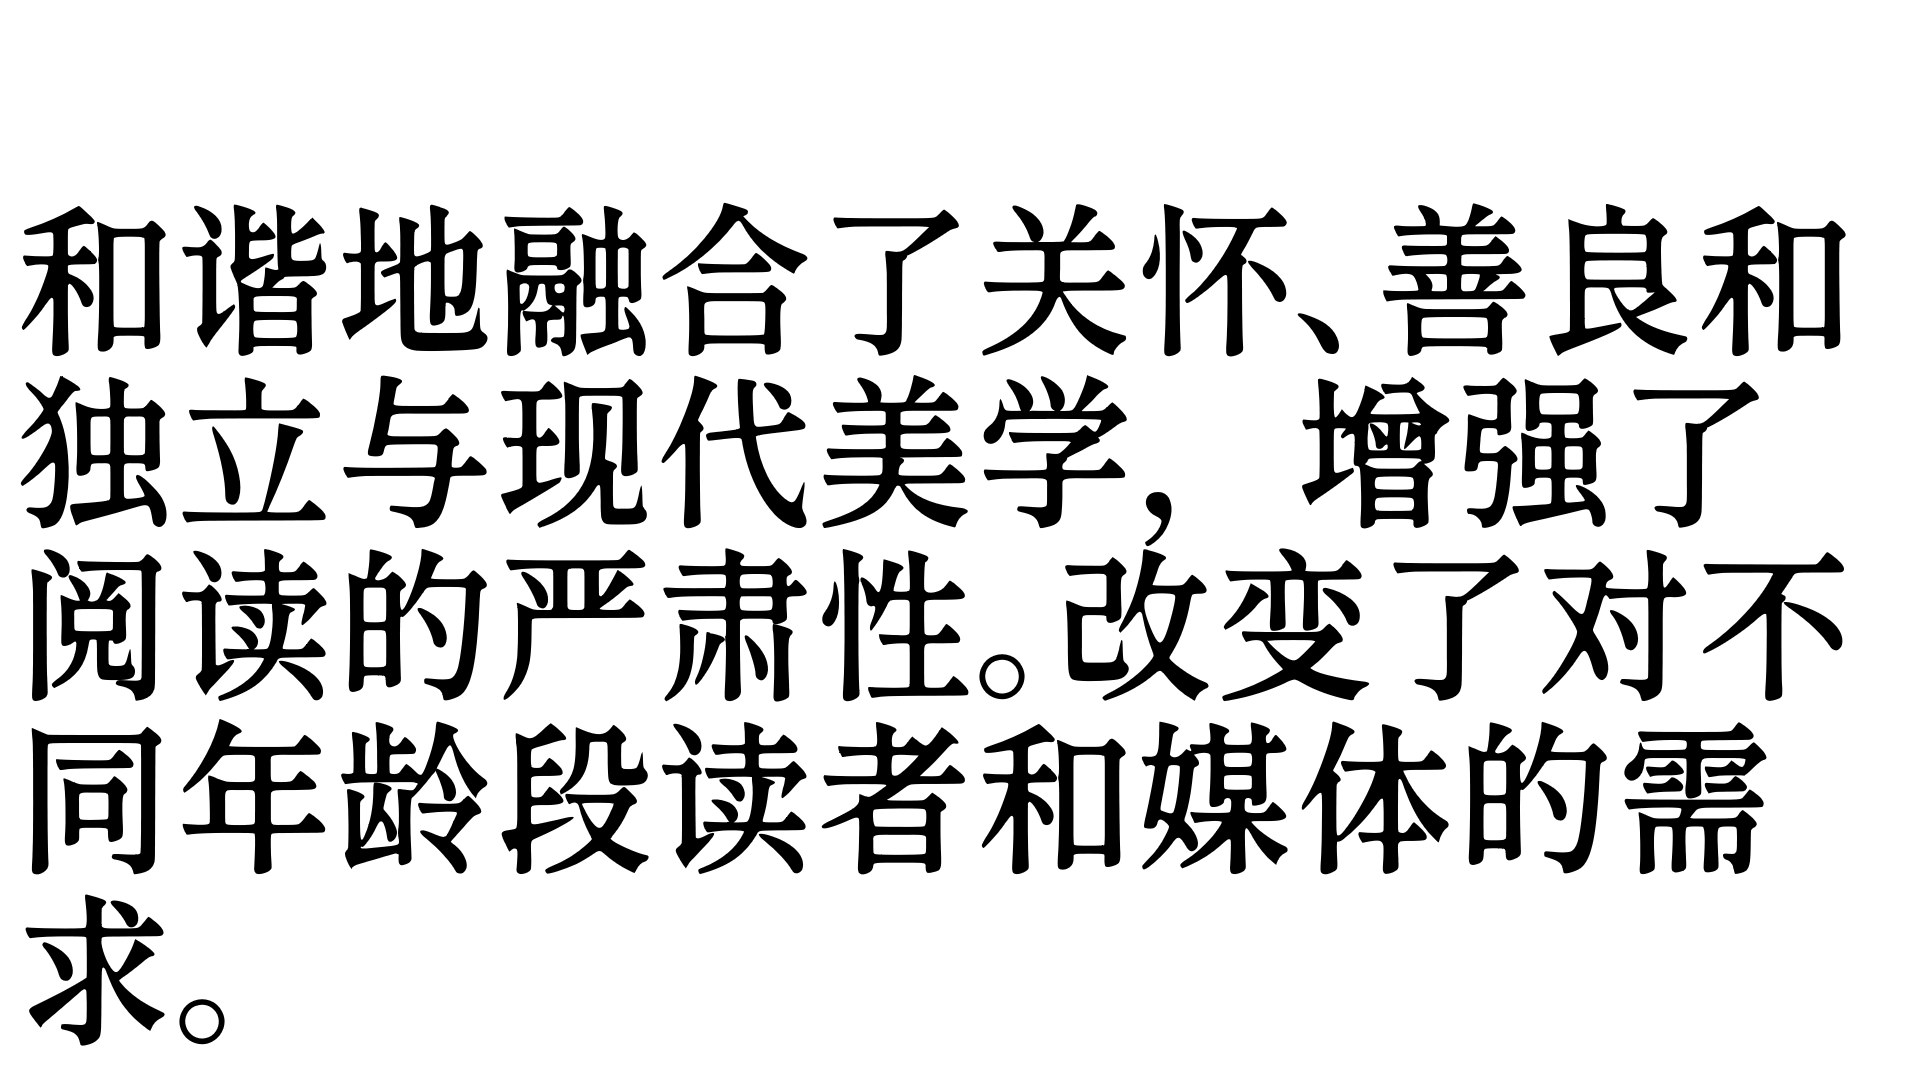 和谐地融合了关怀、善良和
独立与现代美学，增强了
阅读的严肃性。改变了对不
同年龄段读者和媒体的需
求。